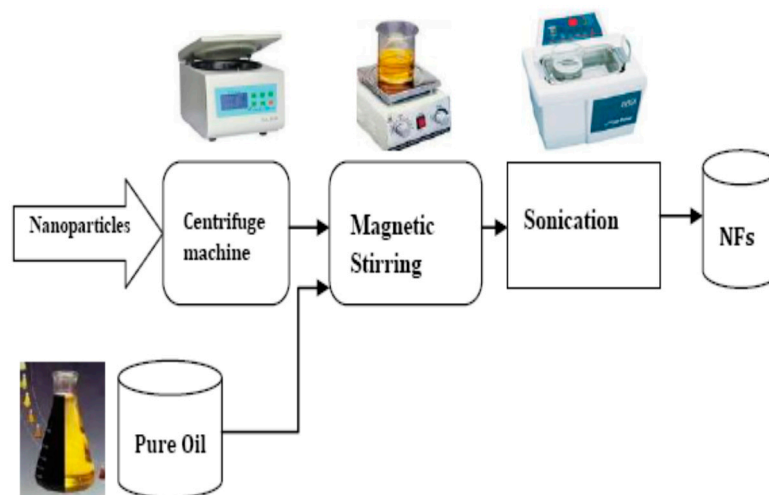 Nanoparticles
Centrifuge
machine
Magnetic
Stirring
Sonication
NFs
Pure Oil